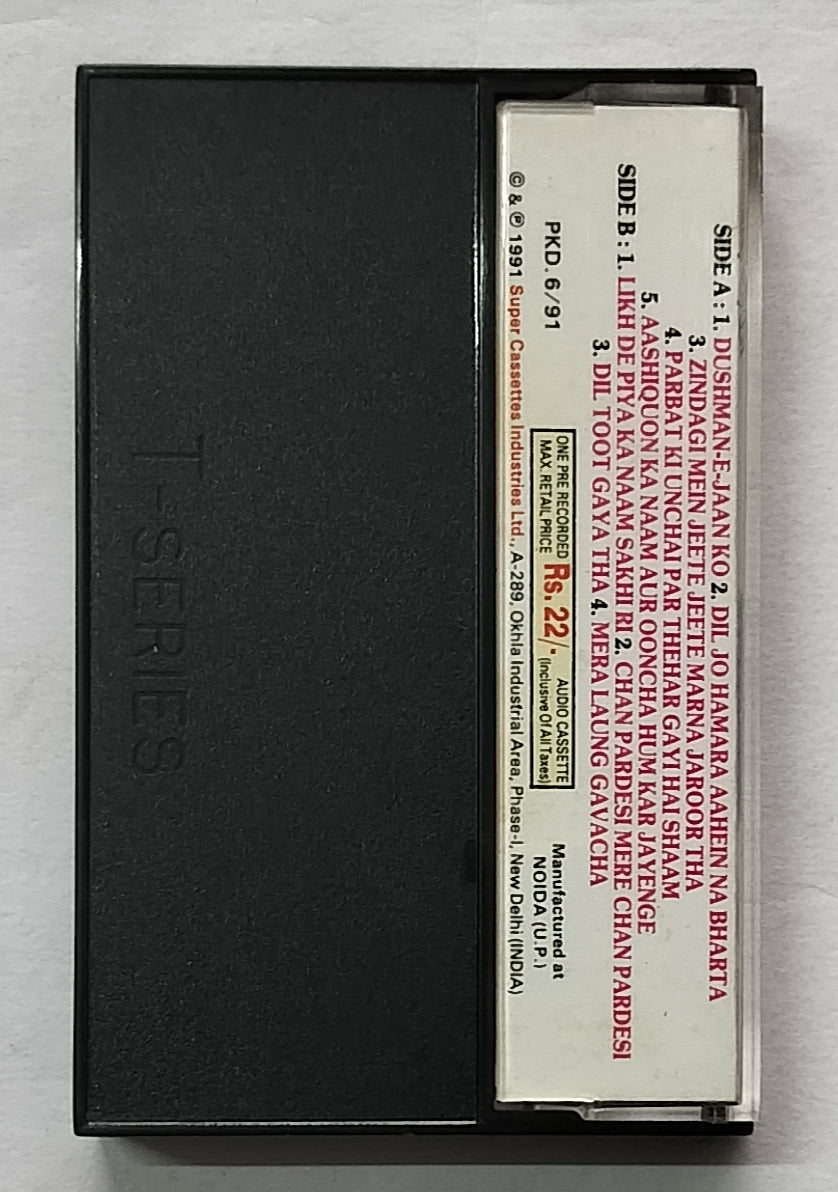 SIDE A : 1. DUSHMAN-E-JAAN KO 2. DIL JO HAMARA AAHEIN NA BHARTA
3. ZINDAGI MEIN JEETE JEETE MARNA JAROOR THA
4. PARBAT KI UNCHAI PAR THEHAR GAYI HAI SHAAM
5. AASHIQUON KA NAAM AUR OONCHA HUM KAR JAYENGE
SIDE B : 1. LIKH DE PIYA KA NAAM SAKHI RI 2. CHAN PARDESI MERE CHAN PARDESI
3. DIL TOOT GAYA THA 4. MERA LAUNG GAVACHA
PKD. 6/91
ONE PRE RECORDED
MAX. RETAIL PRICE
Rs. 22/-
AUDIO CASSETTE
(Inclusive Of All Taxes)
Manufactured at
NOIDA (U.P.)
© & ℗ 1991 Super Cassettes Industries Ltd., A-289, Okhla Industrial Area, Phase-I, New Delhi (INDIA)
T-SERIES